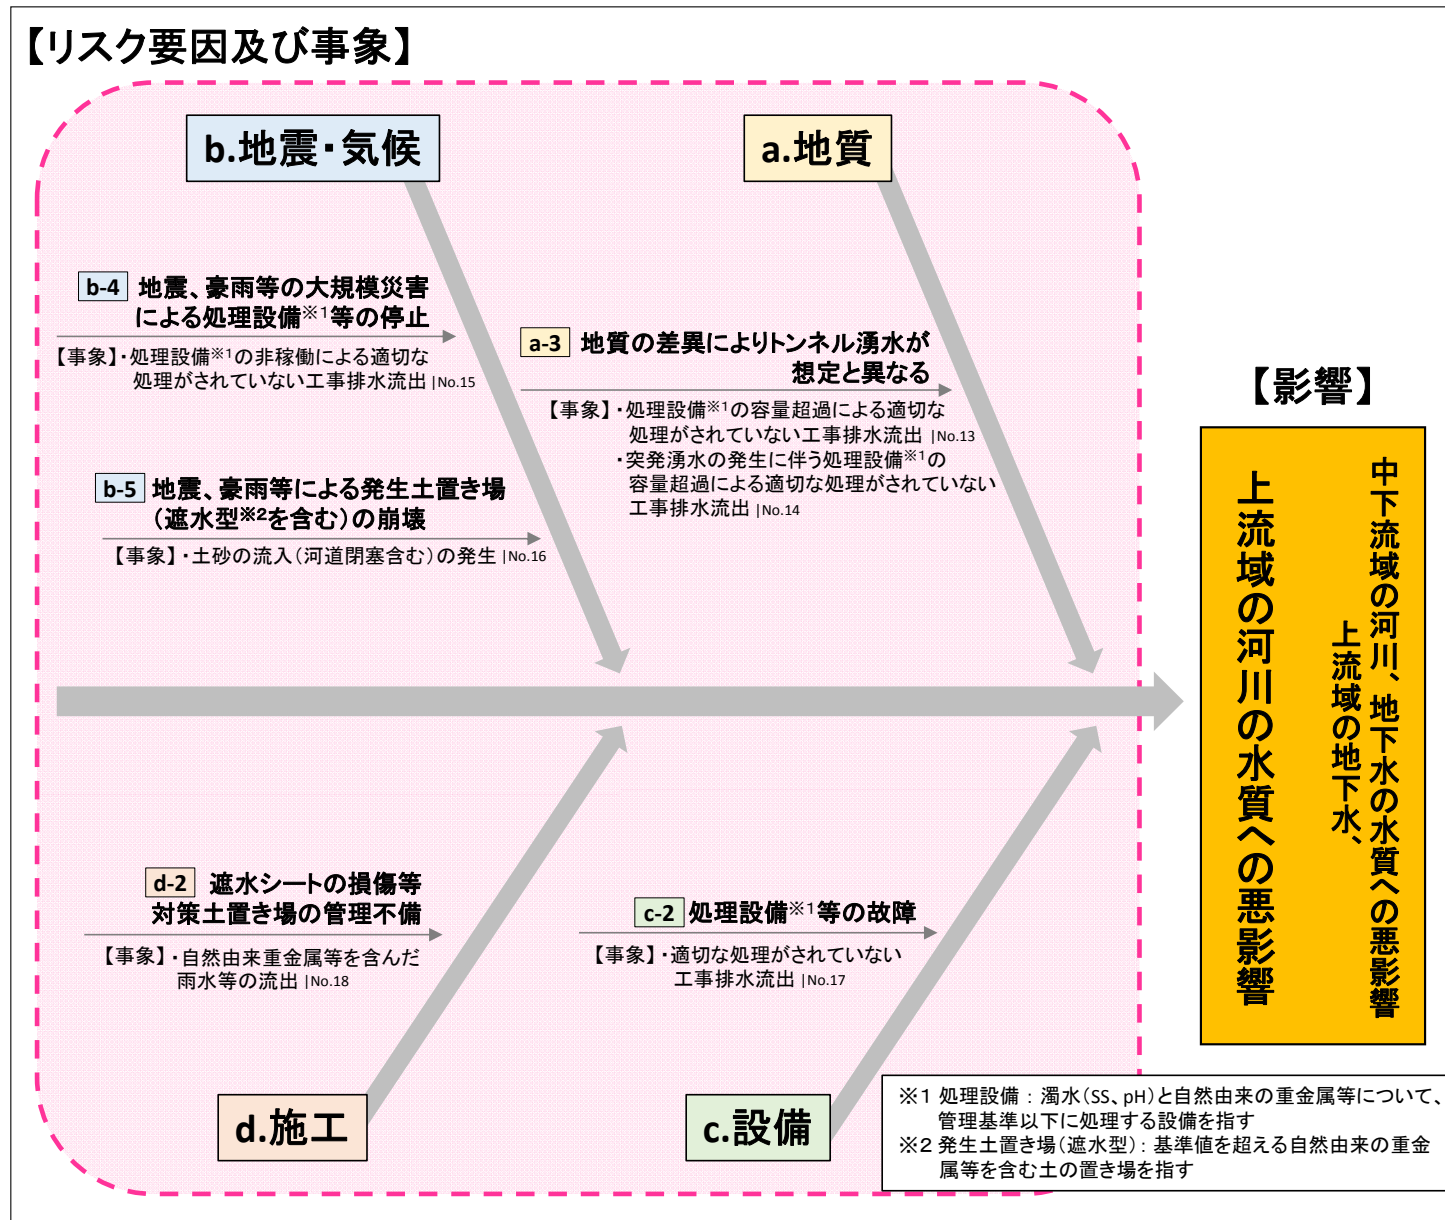 【リスク要因及び事象】
b.地震・気候
a.地質
b-4 地震、豪雨等の大規模災害
による処理設備※1等の停止
【事象】・処理設備※1の非稼働による適切な
処理がされていない工事排水流出 |No.15
b-5 地震、豪雨等による発生土置き場
（遮水型※2を含む）の崩壊
【事象】・土砂の流入（河道閉塞含む）の発生 |No.16
a-3 地質の差異によりトンネル湧水が
想定と異なる
【事象】・処理設備※1の容量超過による適切な
処理がされていない工事排水流出 |No.13
・突発湧水の発生に伴う処理設備※1の
容量超過による適切な処理がされていない
工事排水流出 |No.14
d-2 遮水シートの損傷等
対策土置き場の管理不備
【事象】・自然由来重金属等を含んだ
雨水等の流出 |No.18
c-2 処理設備※1等の故障
【事象】・適切な処理がされていない
工事排水流出 |No.17
d.施工
c.設備
【影響】
上流域の河川の水質への悪影響
上流域の地下水、
中下流域の河川、地下水の水質への悪影響
※1 処理設備：濁水（SS、pH）と自然由来の重金属等について、
管理基準以下に処理する設備を指す
※2 発生土置き場（遮水型）：基準値を超える自然由来の重金
属等を含む土の置き場を指す